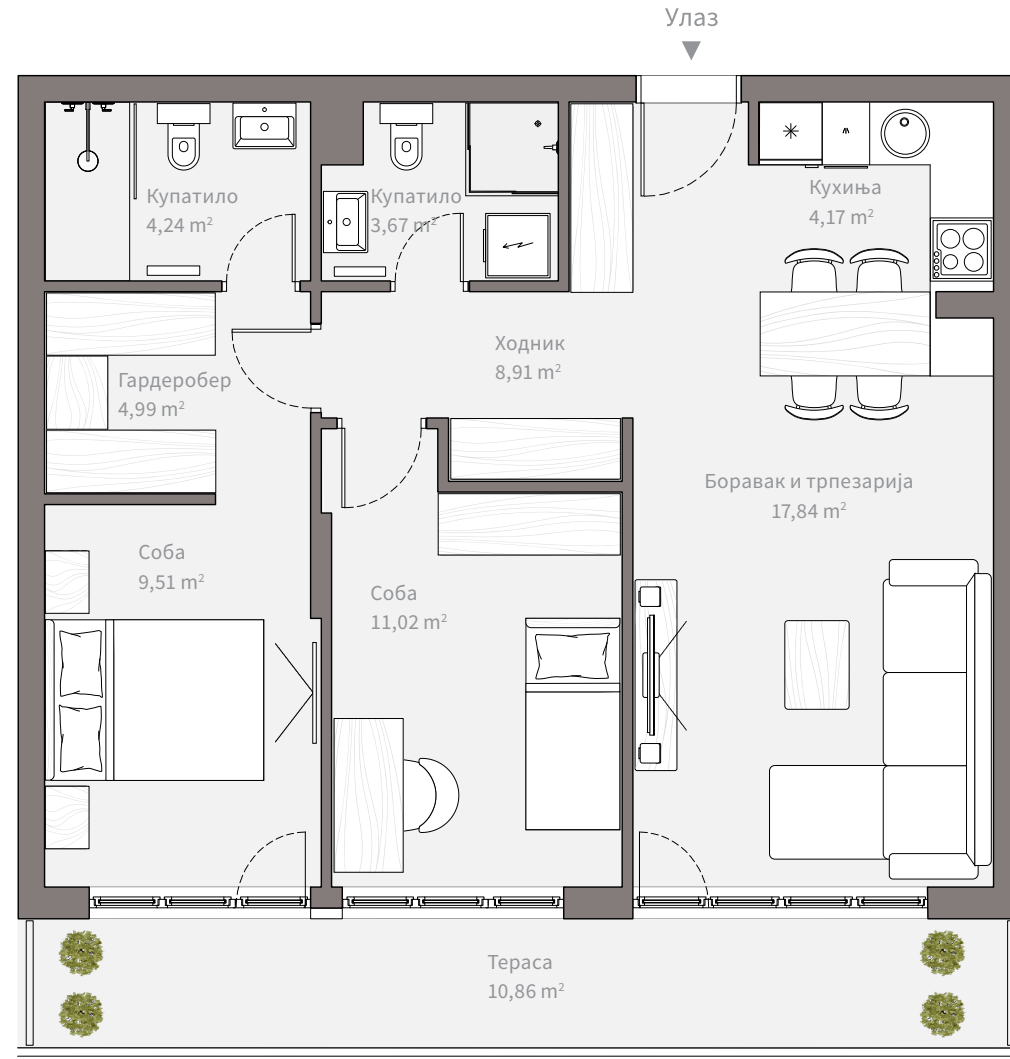 Улаз
Купатило
4,24 m²
Купатило
3,67 m²
Кухиња
4,17 m²
Ходник
8,91 m²
Гардеробер
4,99 m²
Боравак и трпезарија
17,84 m²
Соба
9,51 m²
Соба
11,02 m²
Тераса
10,86 m²